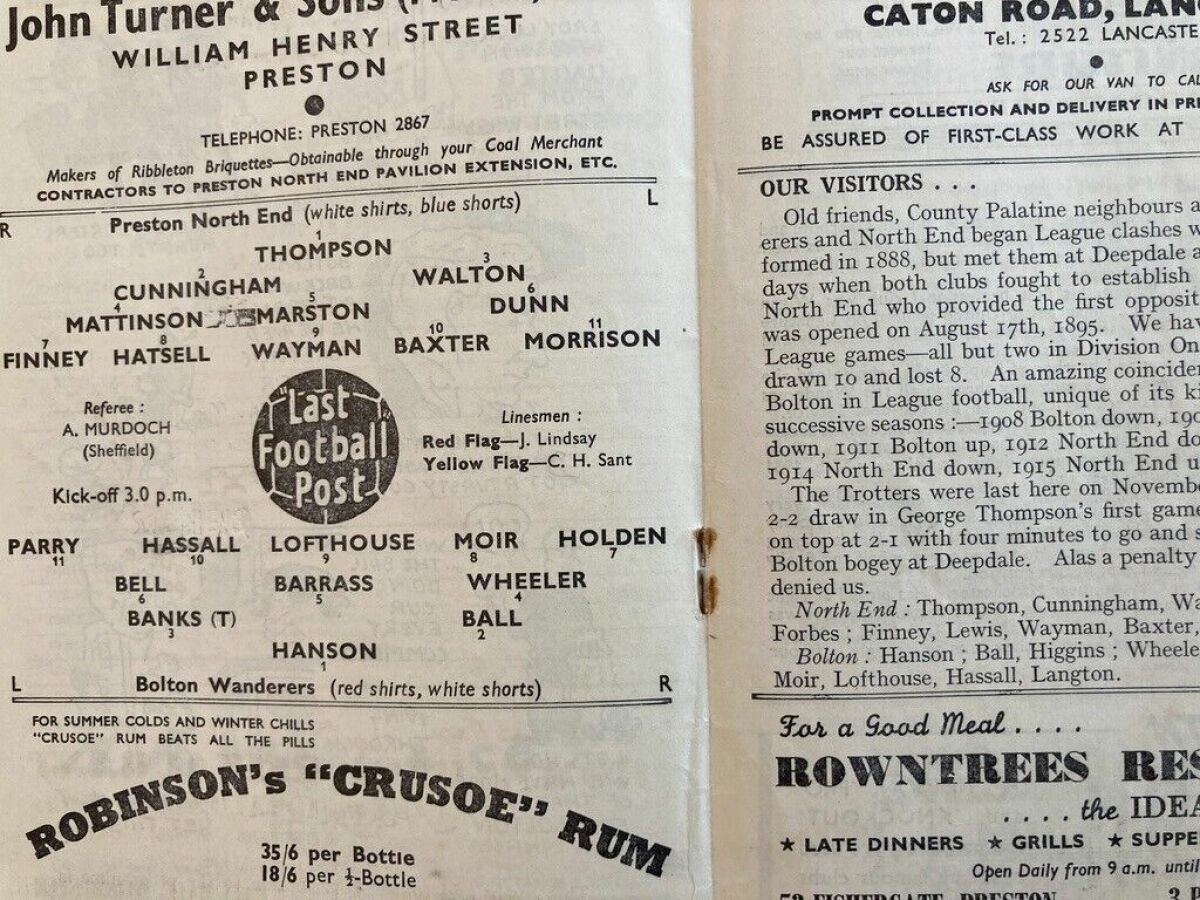 John Turner & Sons
WILLIAM HENRY STREET
PRESTON
TELEPHONE: PRESTON 2867
Makers of Ribbleton Briquettes—Obtainable through your Coal Merchant
CONTRACTORS TO PRESTON NORTH END PAVILION EXTENSION, ETC.
R Preston North End (white shirts, blue shorts) L
1
THOMPSON
2 3
CUNNINGHAM WALTON
4 5 6
MATTINSON MARSTON DUNN
7 8 9 10 11
FINNEY HATSELL WAYMAN BAXTER MORRISON
Referee :
A. MURDOCH
(Sheffield)
Kick-off 3.0 p.m.
"Last
Football
Post"
Linesmen :
Red Flag—J. Lindsay
Yellow Flag—C. H. Sant
PARRY HASSALL LOFTHOUSE MOIR HOLDEN
11 10 9 8 7
BELL BARRASS WHEELER
6 5 4
BANKS (T) BALL
3 2
HANSON
1
L Bolton Wanderers (red shirts, white shorts) R
FOR SUMMER COLDS AND WINTER CHILLS
"CRUSOE" RUM BEATS ALL THE PILLS
ROBINSON's "CRUSOE" RUM
35/6 per Bottle
18/6 per ½-Bottle
CATON ROAD, LAN
Tel.: 2522 LANCASTE
ASK FOR OUR VAN TO CAL
PROMPT COLLECTION AND DELIVERY IN PRE
BE ASSURED OF FIRST-CLASS WORK AT
OUR VISITORS . . .
Old friends, County Palatine neighbours a
erers and North End began League clashes w
formed in 1888, but met them at Deepdale a
days when both clubs fought to establish
North End who provided the first opposit
was opened on August 17th, 1895. We hav
League games—all but two in Division On
drawn 10 and lost 8. An amazing coinciden
Bolton in League football, unique of its k
successive seasons :—1908 Bolton down, 190
down, 1911 Bolton up, 1912 North End do
1914 North End down, 1915 North End u
The Trotters were last here on Novembe
2-2 draw in George Thompson's first game
on top at 2-1 with four minutes to go and s
Bolton bogey at Deepdale. Alas a penalty
denied us.
North End : Thompson, Cunningham, Wa
Forbes ; Finney, Lewis, Wayman, Baxter,
Bolton : Hanson ; Ball, Higgins ; Wheele
Moir, Lofthouse, Hassall, Langton.
For a Good Meal . . . .
ROWNTREES RES
. . . . the IDEA
★ LATE DINNERS ★ GRILLS ★ SUPPE
Open Daily from 9 a.m. until
FISHERGATE, PRESTON